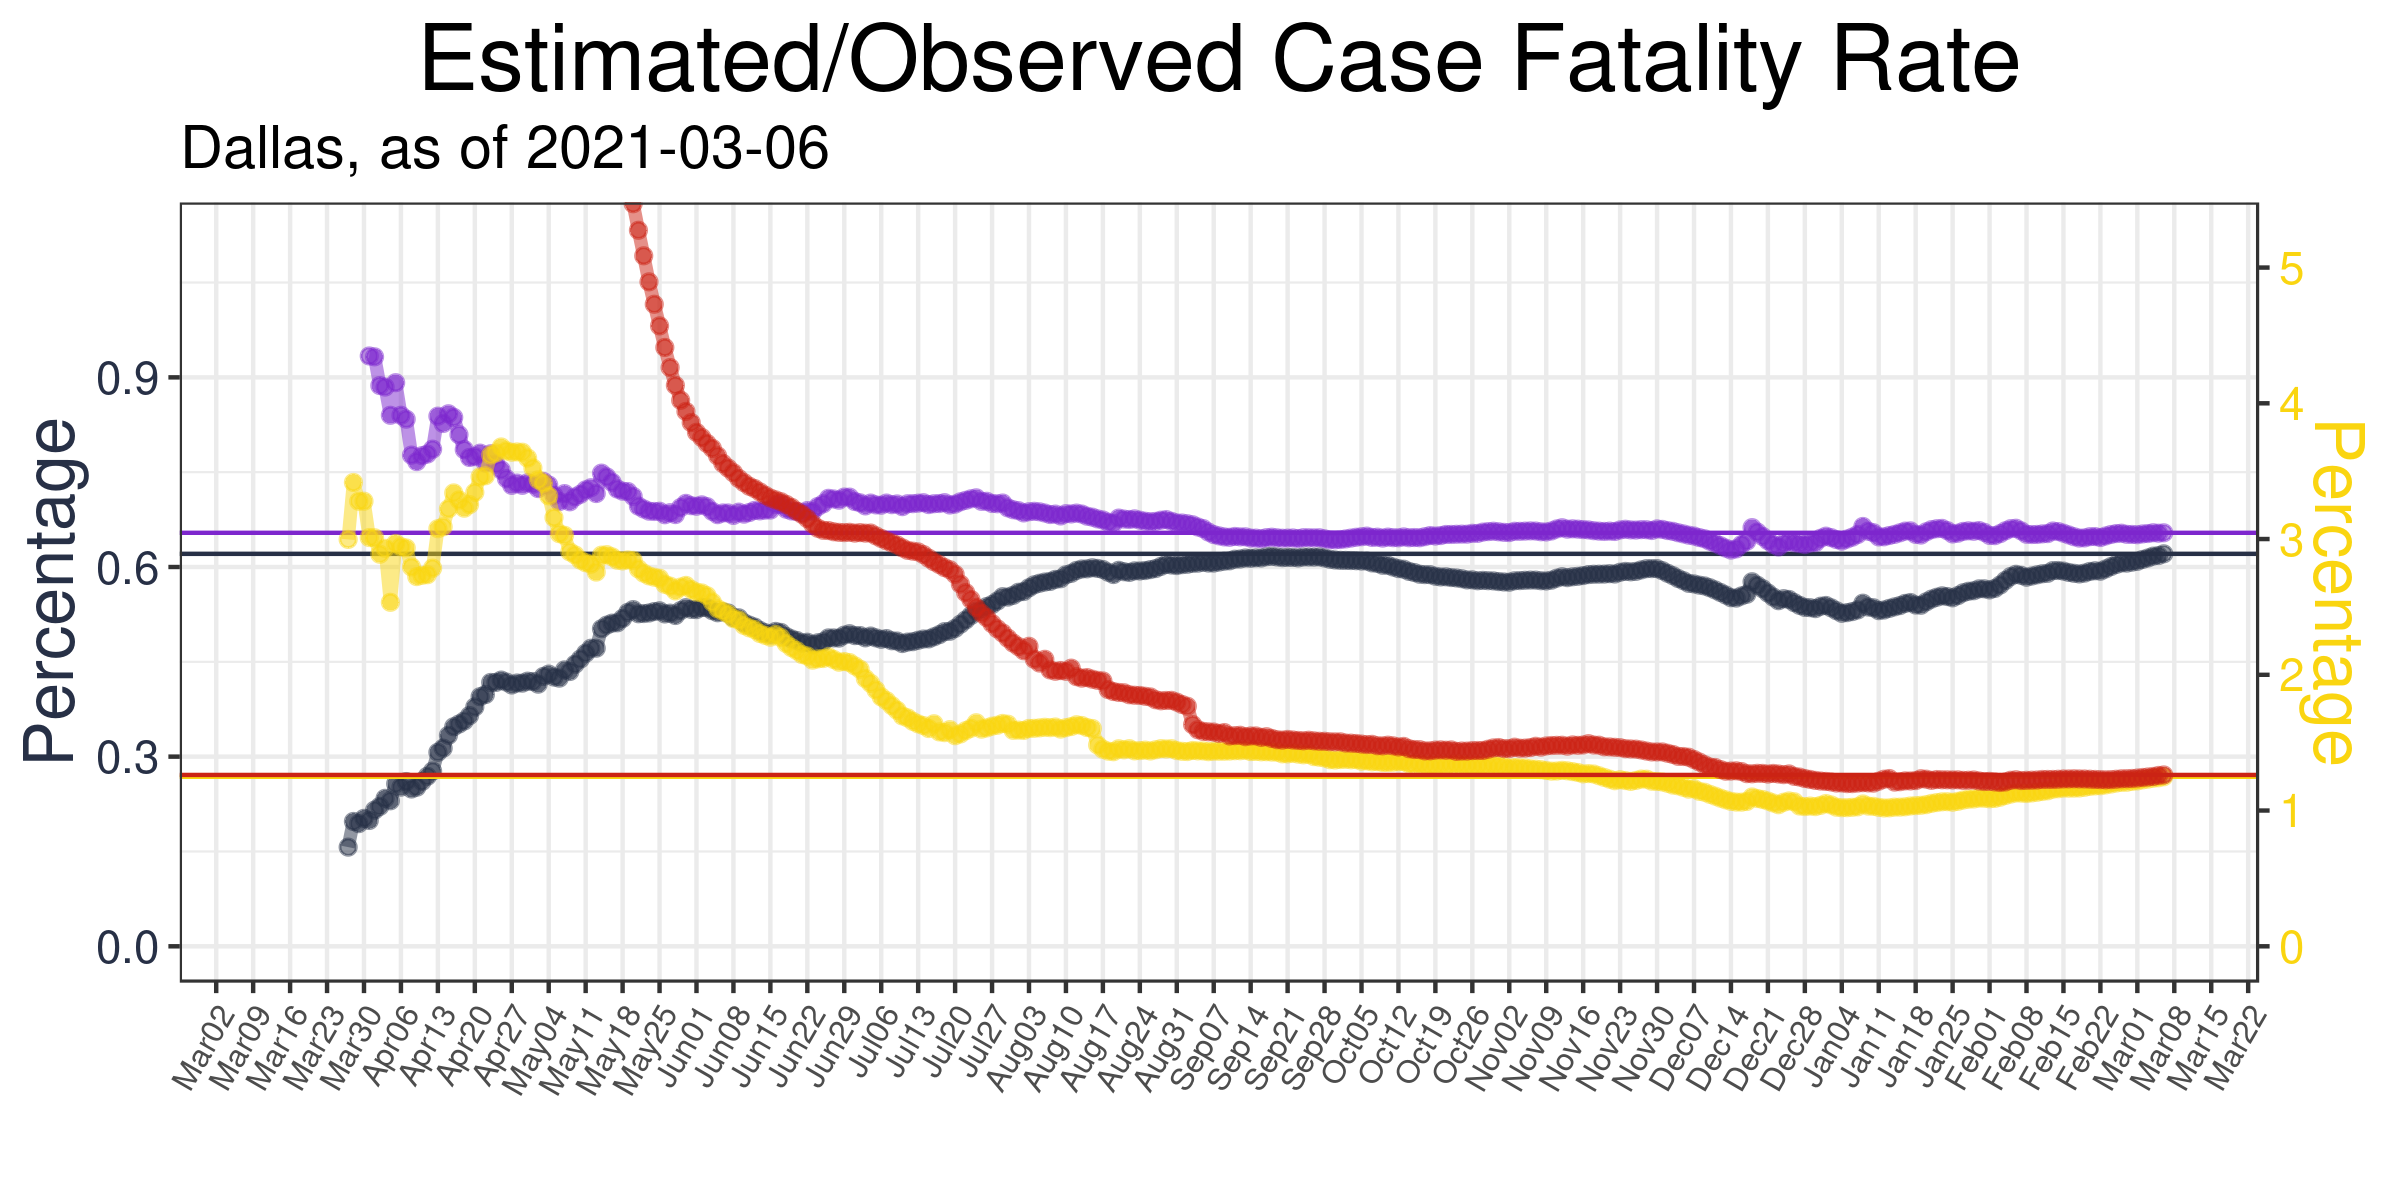 Estimated/Observed Case Fatality Rate
Dallas, as of 2021-03-06
Percentage
0.9
0.6
0.3
0.0
5
4
3
2
1
0
Percentage
Mar02
Mar09
Mar16
Mar23
Mar30
Apr06
Apr13
Apr20
Apr27
May04
May11
May18
May25
Jun01
Jun08
Jun15
Jun22
Jun29
Jul06
Jul13
Jul20
Jul27
Aug03
Aug10
Aug17
Aug24
Aug31
Sep07
Sep14
Sep21
Sep28
Oct05
Oct12
Oct19
Oct26
Nov02
Nov09
Nov16
Nov23
Nov30
Dec07
Dec14
Dec21
Dec28
Jan04
Jan11
Jan18
Jan25
Feb01
Feb08
Feb15
Feb22
Mar01
Mar08
Mar15
Mar22